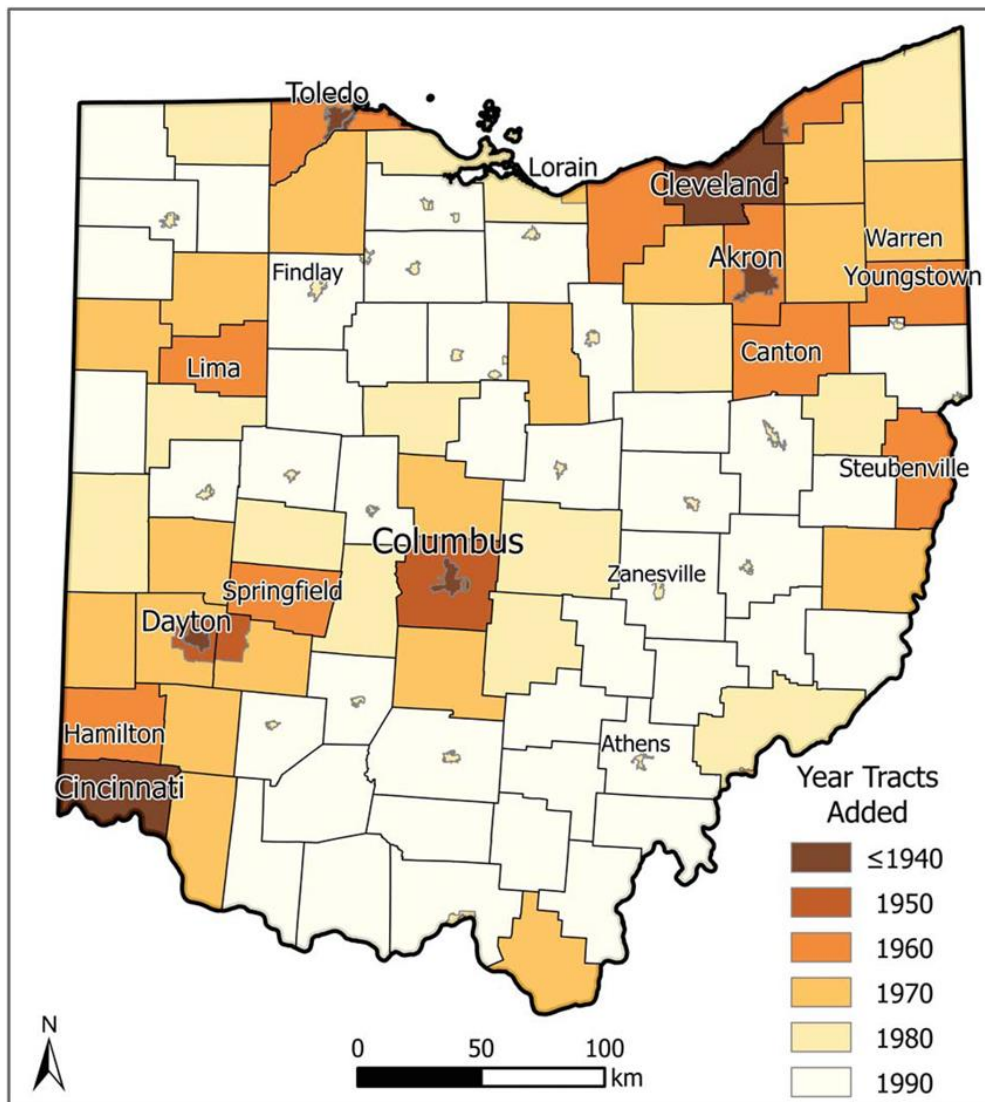 Toledo
Lorain
Cleveland
Warren
Akron
Findlay
Youngstown
Canton
Lima
Steubenville
Columbus
Zanesville
Springfield
Dayton
Hamilton
Athens
Cincinnati
Year Tracts
Added
≤1940
1950
1960
1970
1980
1990
N
0 50 100
km